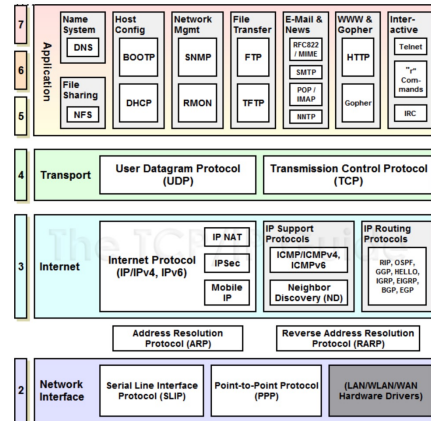 7
6
5
Application
Name
System
DNS
File
Sharing
NFS
Host
Config
BOOTP
DHCP
Network
Mgmt
SNMP
RMON
File
Transfer
FTP
TFTP
E-Mail &
News
RFC822
/ MIME
SMTP
POP /
IMAP
NNTP
WWW &
Gopher
HTTP
Gopher
Inter-
active
Telnet
"r"
Com-
mands
IRC
4
Transport
User Datagram Protocol
(UDP)
Transmission Control Protocol
(TCP)
3
Internet
Internet Protocol
(IP/IPv4, IPv6)
IP NAT
IPSec
Mobile
IP
IP Support
Protocols
ICMP/ICMPv4,
ICMPv6
Neighbor
Discovery (ND)
IP Routing
Protocols
RIP, OSPF,
GGP, HELLO,
IGRP, EIGRP,
BGP, EGP
Address Resolution
Protocol (ARP)
Reverse Address Resolution
Protocol (RARP)
2
Network
Interface
Serial Line Interface
Protocol (SLIP)
Point-to-Point Protocol
(PPP)
(LAN/WLAN/WAN
Hardware Drivers)